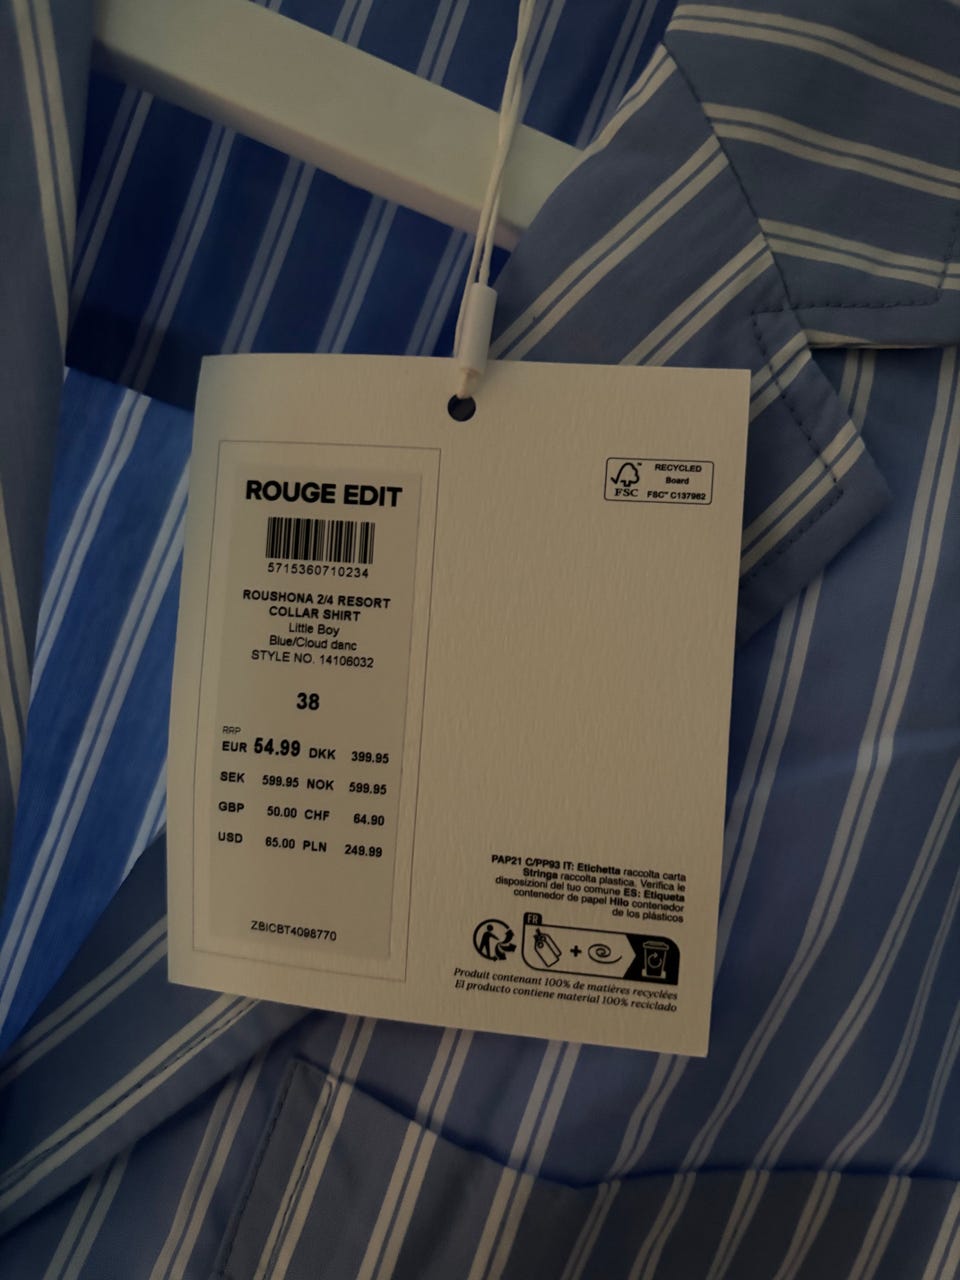 ROUGE EDIT
5715360710234
ROUSHONA 2/4 RESORT
COLLAR SHIRT
Little Boy
Blue/Cloud danc
STYLE NO. 14106032
38
RRP
EUR 54.99 DKK 399.95
SEK 599.95 NOK 599.95
GBP 50.00 CHF 64.90
USD 65.00 PLN 249.99
ZBICBT4098770
FSC™
RECYCLED
Board
FSC™ C137982
PAP21 C/PP93 IT: Etichetta raccolta carta
Stringa raccolta plastica. Verifica le
disposizioni del tuo comune ES: Etiqueta
contenedor de papel Hilo contenedor
de los plásticos
FR
+
Produit contenant 100% de matières recyclées
El producto contiene material 100% reciclado